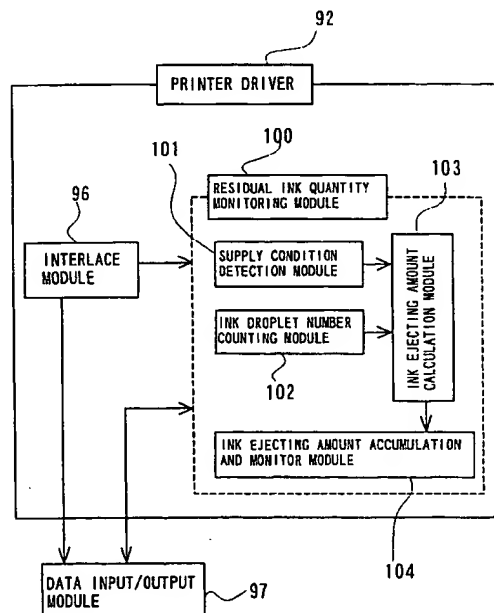 92
PRINTER DRIVER
100
101
RESIDUAL INK QUANTITY
MONITORING MODULE
103
96
INTERLACE MODULE
SUPPLY CONDITION
DETECTION MODULE
INK DROPLET NUMBER
COUNTING MODULE
102
INK EJECTING AMOUNT
CALCULATION MODULE
INK EJECTING AMOUNT ACCUMULATION
AND MONITOR MODULE
104
DATA INPUT/OUTPUT
MODULE
97